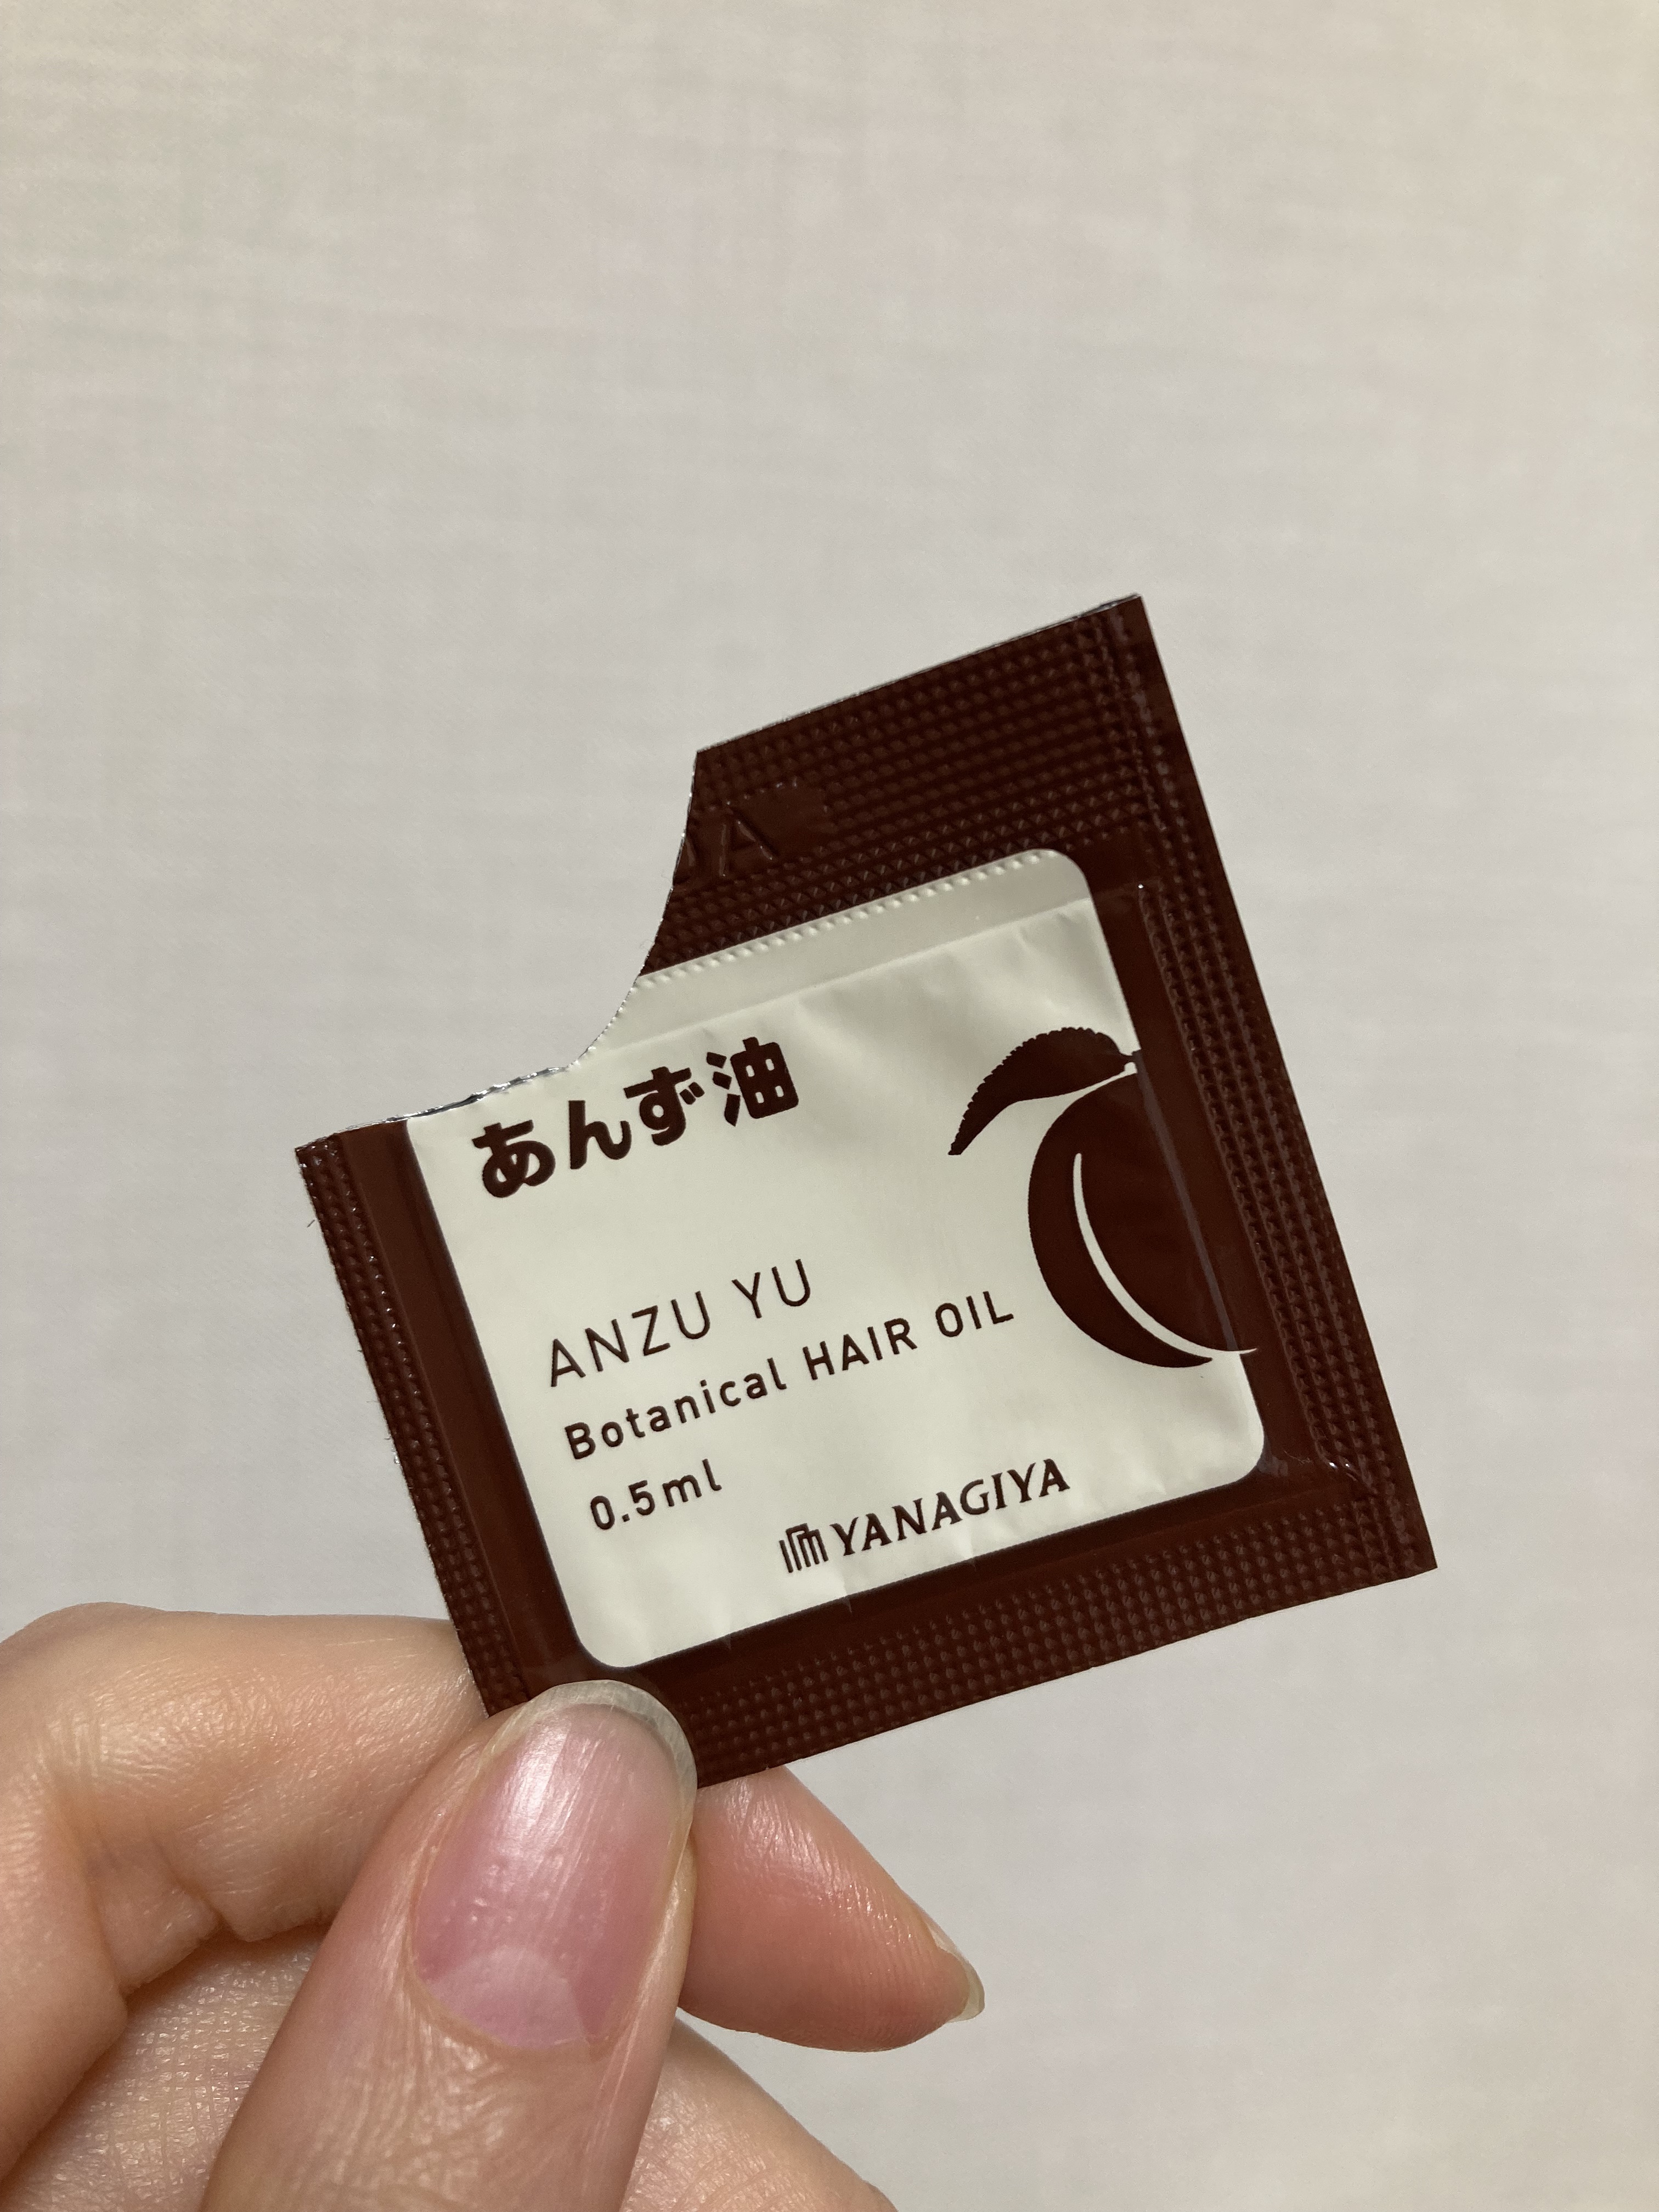 あんず油
ANZU YU
Botanical HAIR OIL
0.5ml
YANAGIYA